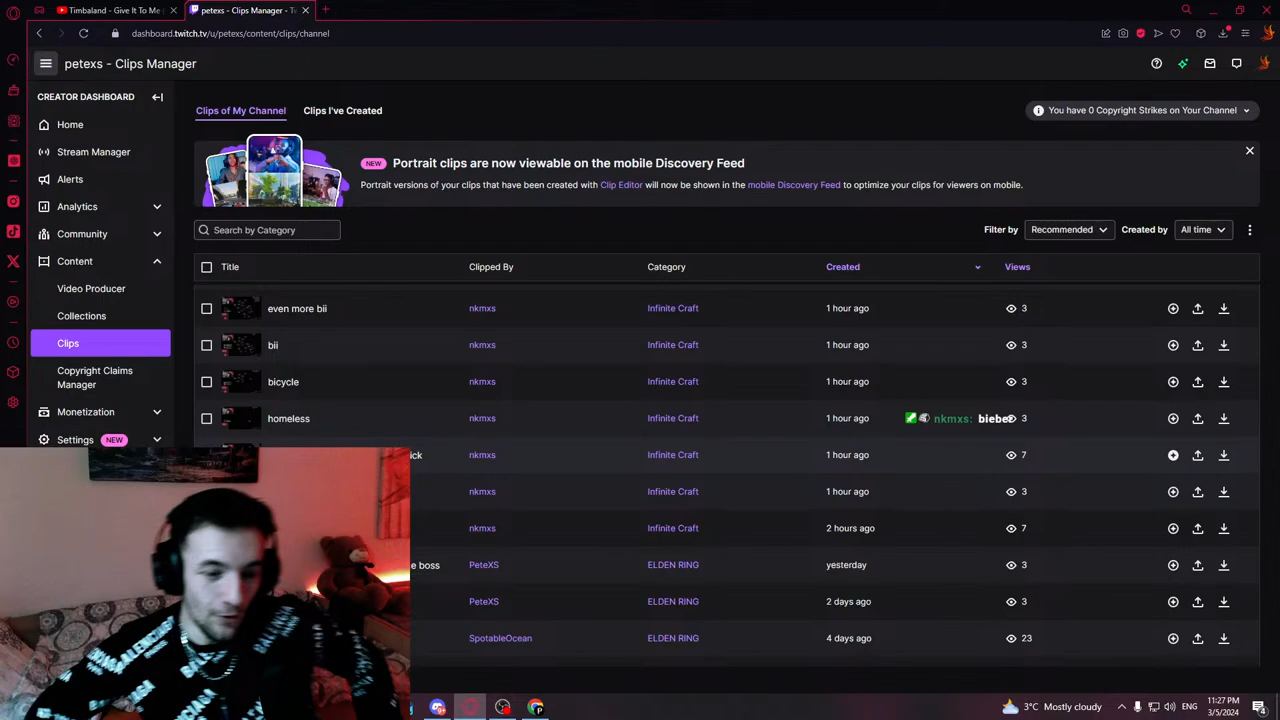 Timbaland - Give It To Me
petexs - Clips Manager - Tw
dashboard.twitch.tv/u/petexs/content/clips/channel
petexs - Clips Manager
CREATOR DASHBOARD
Home
Stream Manager
Alerts
Analytics
Community
Content
Video Producer
Collections
Clips
Copyright Claims
Manager
Monetization
Settings NEW
Clips of My Channel Clips I've Created
You have 0 Copyright Strikes on Your Channel
NEW Portrait clips are now viewable on the mobile Discovery Feed
Portrait versions of your clips that have been created with Clip Editor will now be shown in the mobile Discovery Feed to optimize your clips for viewers on mobile.
Search by Category
Filter by Recommended Created by All time
Title Clipped By Category Created Views
even more bii nkmxs Infinite Craft 1 hour ago 3
bii nkmxs Infinite Craft 1 hour ago 3
bicycle nkmxs Infinite Craft 1 hour ago 3
homeless nkmxs Infinite Craft 1 hour ago nkmxs: bieber 3
ick nkmxs Infinite Craft 1 hour ago 7
nkmxs Infinite Craft 1 hour ago 3
nkmxs Infinite Craft 2 hours ago 7
e boss PeteXS ELDEN RING yesterday 3
PeteXS ELDEN RING 2 days ago 3
SpotableOcean ELDEN RING 4 days ago 23
3°C Mostly cloudy
ENG
11:27 PM
3/5/2024
4